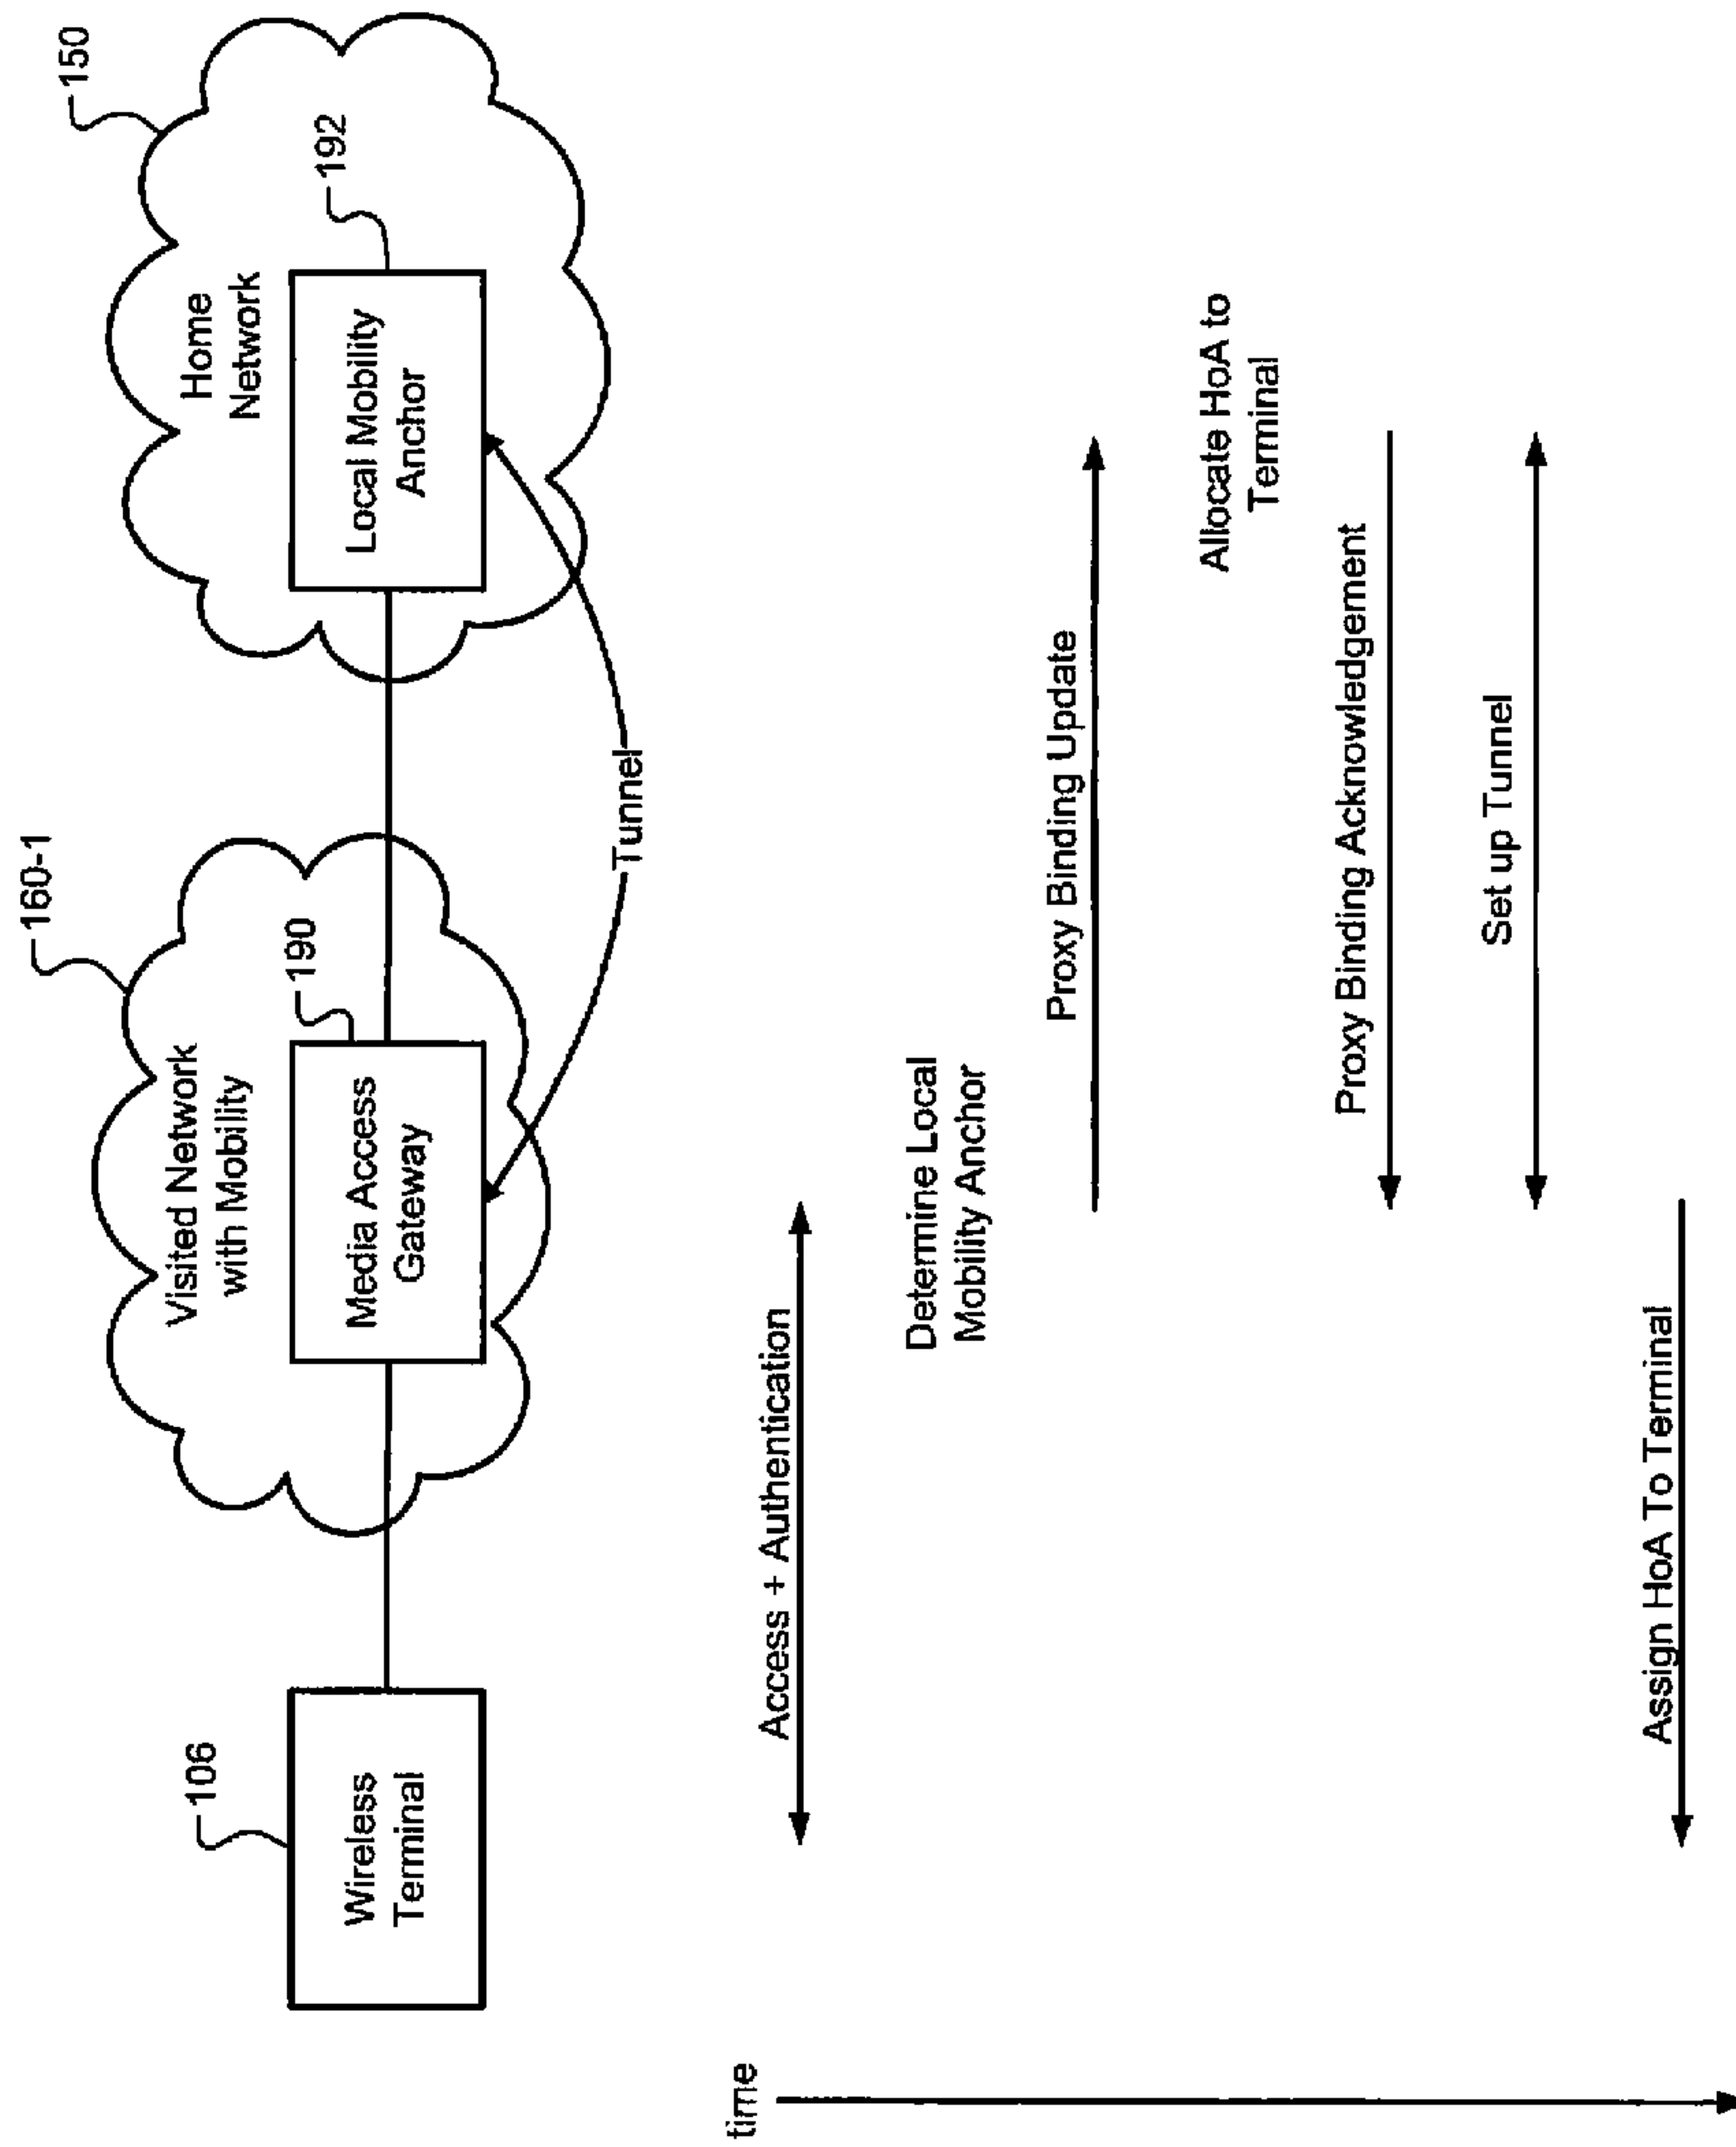 160-1
150
Visited Network
with Mobility
Home
Network
106
190
192
Wireless
Terminal
Media Access
Gateway
Local Mobility
Anchor
Tunnel
time
Access + Authentication
Determine Local
Mobility Anchor
Proxy Binding Update
Allocate HoA to
Terminal
Proxy Binding Acknowledgement
Set up Tunnel
Assign HoA To Terminal